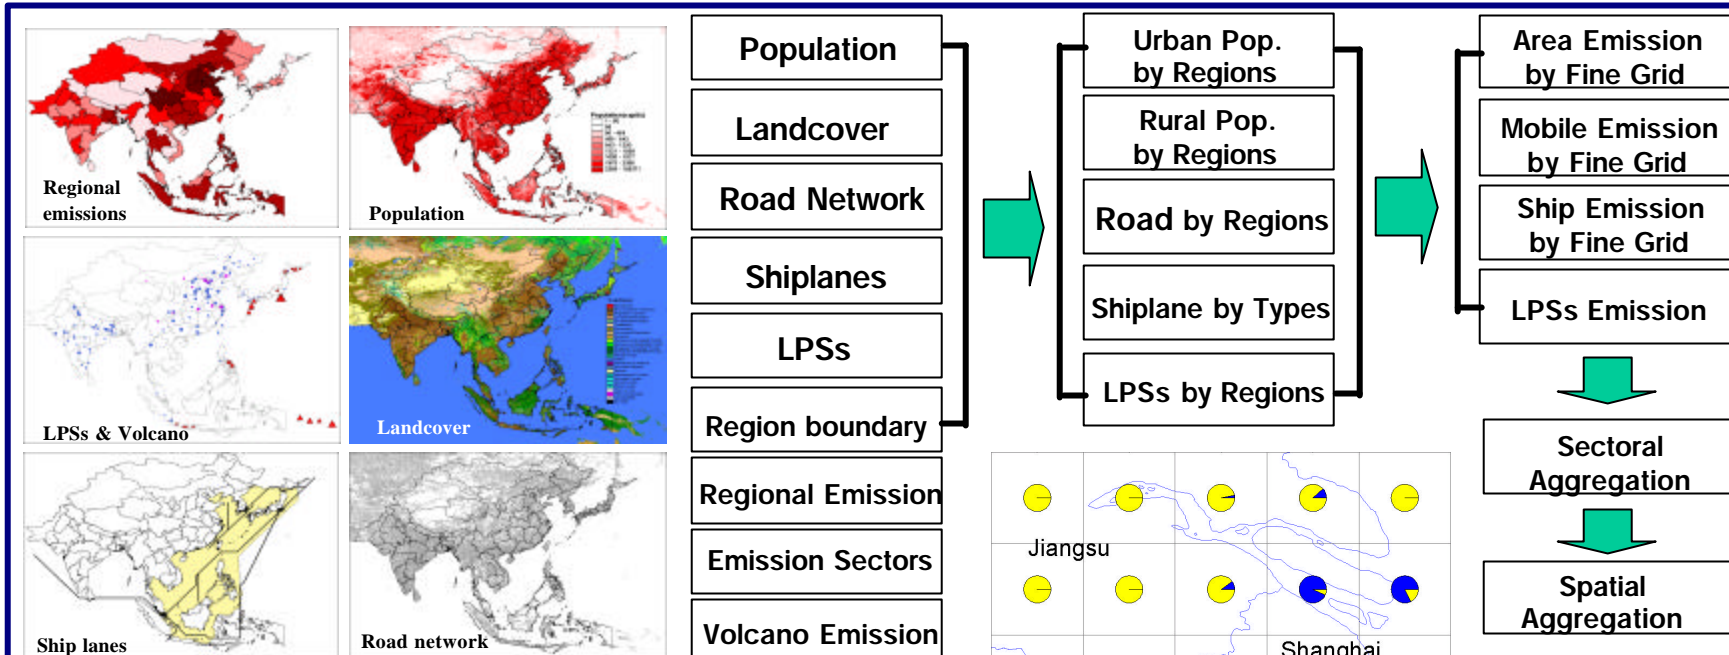 Regional
emissions
Population
LPSs & Volcano
Landcover
Ship lanes
Road network
Population
Landcover
Road Network
Shiplanes
LPSs
Region boundary
Regional Emission
Emission Sectors
Volcano Emission
Urban Pop.
by Regions
Rural Pop.
by Regions
Road by Regions
Shiplane by Types
LPSs by Regions
Jiangsu
Shanghai
Area Emission
by Fine Grid
Mobile Emission
by Fine Grid
Ship Emission
by Fine Grid
LPSs Emission
Sectoral
Aggregation
Spatial
Aggregation